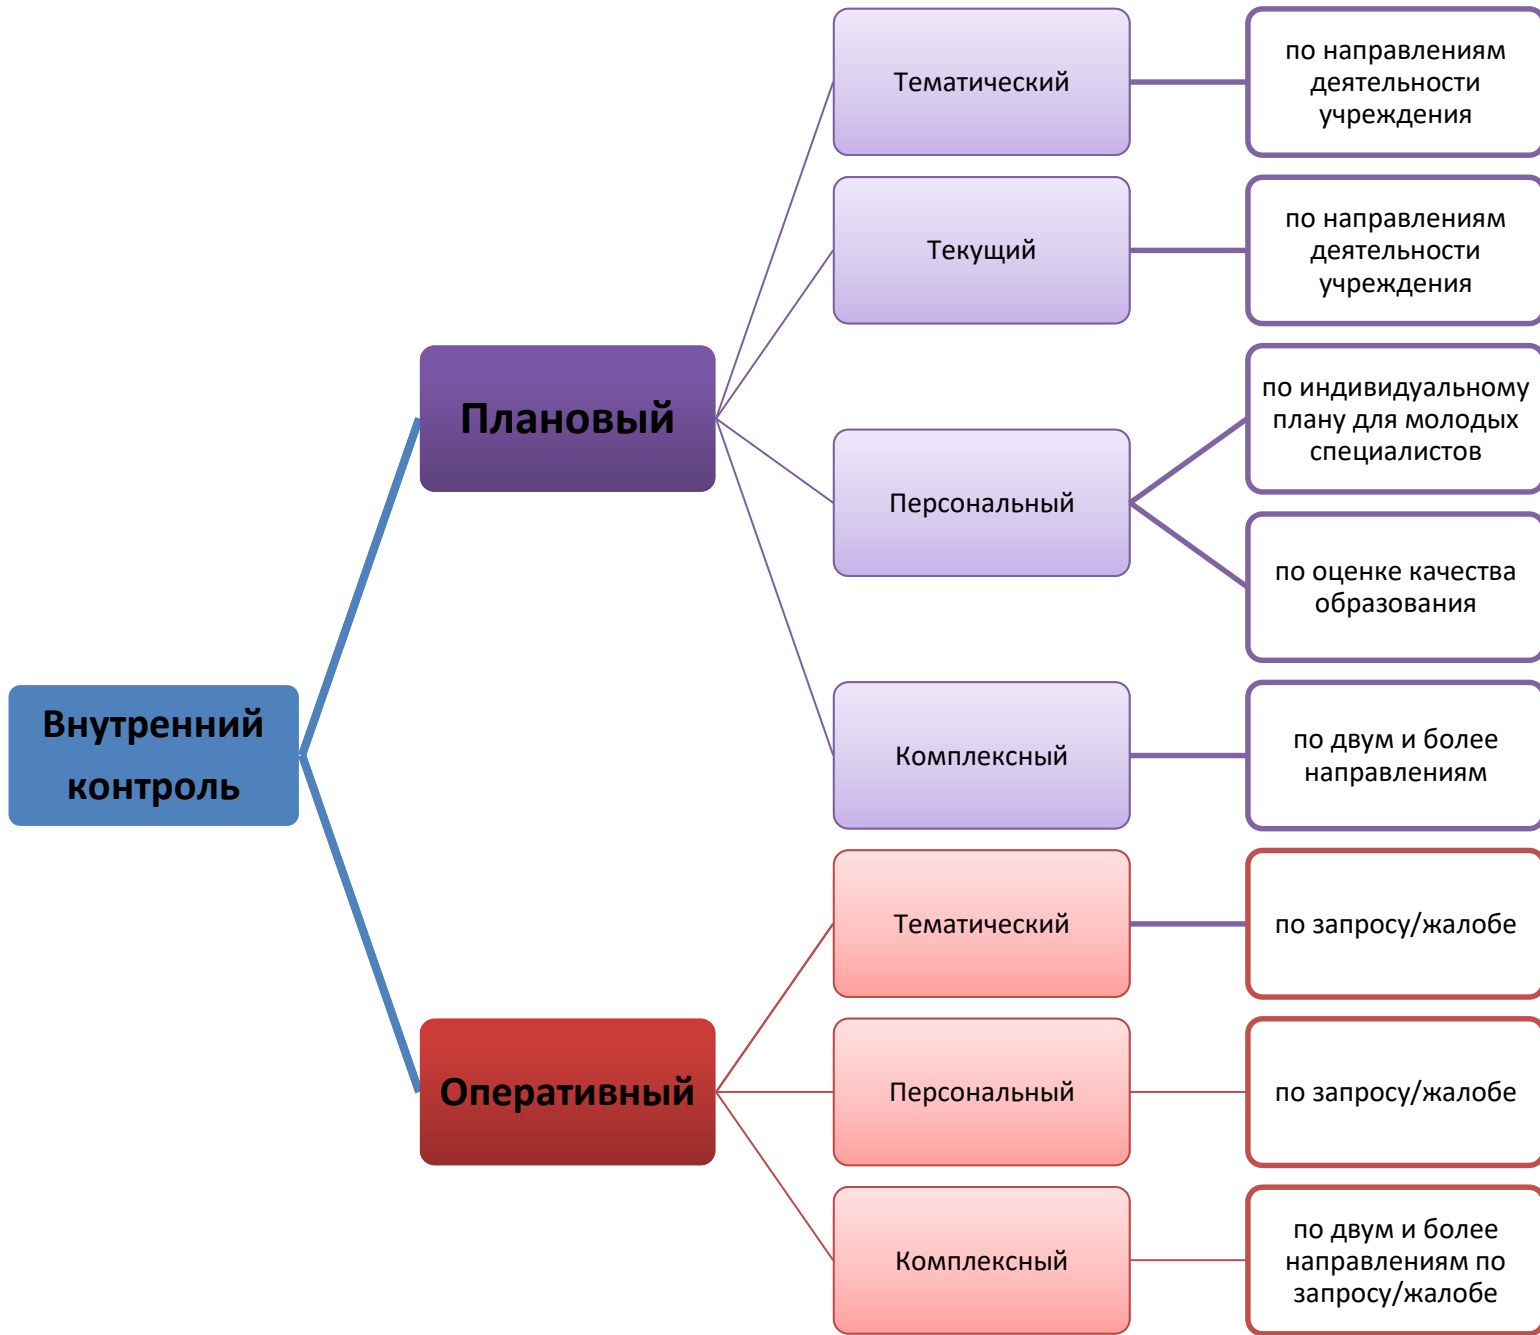 Внутренний
контроль
Плановый
Тематический
по направлениям
деятельности
учреждения
Текущий
по направлениям
деятельности
учреждения
Персональный
по индивидуальному
плану для молодых
специалистов
по оценке качества
образования
Комплексный
по двум и более
направлениям
Оперативный
Тематический
по запросу/жалобе
Персональный
по запросу/жалобе
Комплексный
по двум и более
направлениям по
запросу/жалобе